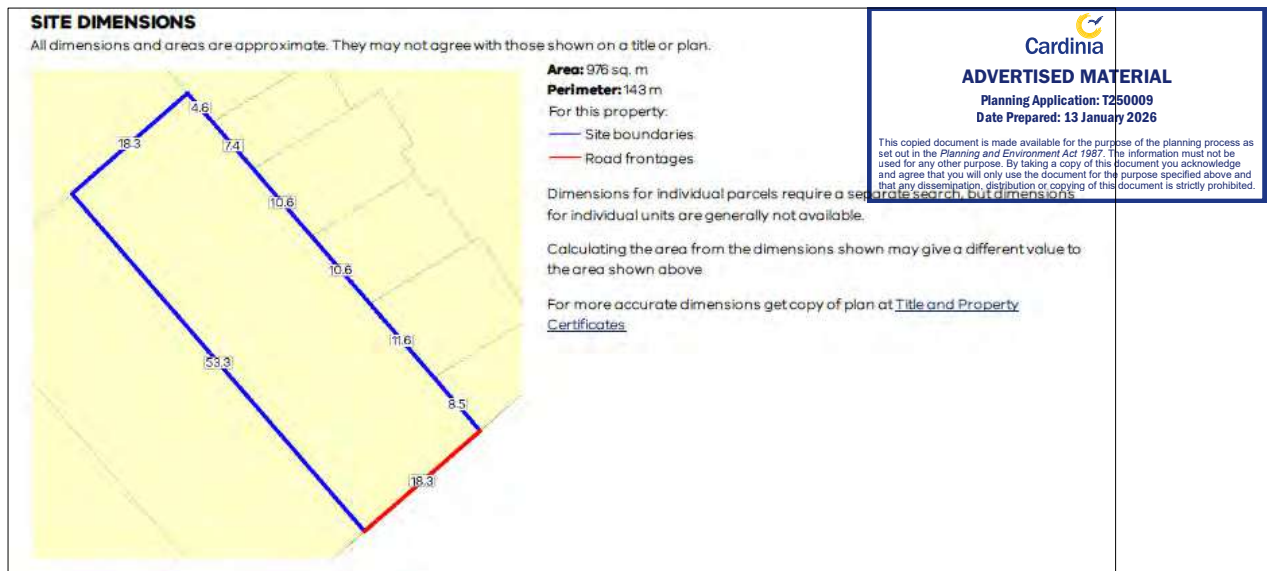 SITE DIMENSIONS
All dimensions and areas are approximate. They may not agree with those shown on a title or plan.
Area: 976 sq. m
Perimeter: 143 m
For this property:
Site boundaries
Road frontages
Dimensions for individual parcels require a separate search, but dimensions
for individual units are generally not available.
Calculating the area from the dimensions shown may give a different value to
the area shown above
For more accurate dimensions get copy of plan at Title and Property
Certificates
4.6
18.3
7.4
10.6
10.6
11.6
53.3
8.5
18.3
Cardinia
ADVERTISED MATERIAL
Planning Application: T250009
Date Prepared: 13 January 2026
This copied document is made available for the purpose of the planning process as
set out in the Planning and Environment Act 1987. The information must not be
used for any other purpose. By taking a copy of this document you acknowledge
and agree that you will only use the document for the purpose specified above and
that any dissemination, distribution or copying of this document is strictly prohibited.